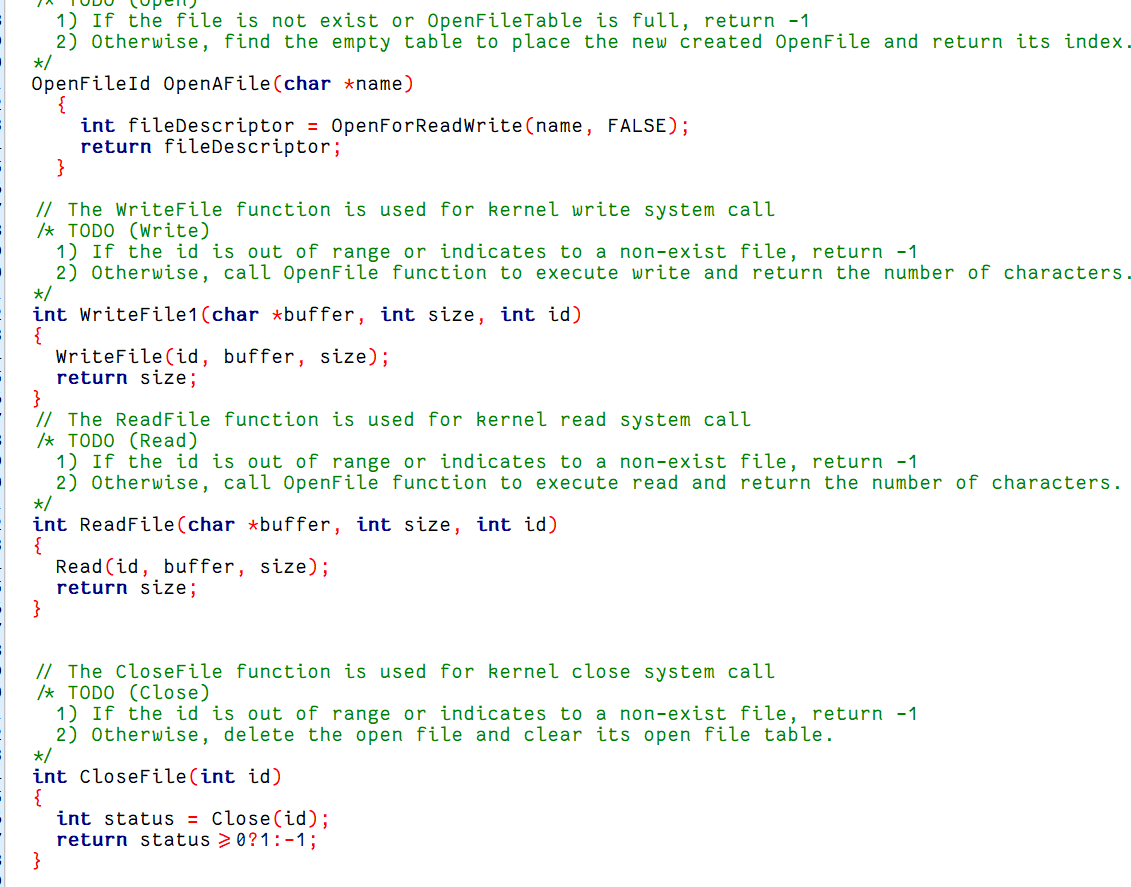 /* TODO (Open)
1) If the file is not exist or OpenFileTable is full, return -1
2) Otherwise, find the empty table to place the new created OpenFile and return its index.
*/
OpenFileId OpenAFile(char *name)
{
int fileDescriptor = OpenForReadWrite(name, FALSE);
return fileDescriptor;
}
// The WriteFile function is used for kernel write system call
/* TODO (Write)
1) If the id is out of range or indicates to a non-exist file, return -1
2) Otherwise, call OpenFile function to execute write and return the number of characters.
*/
int WriteFile1(char *buffer, int size, int id)
{
WriteFile(id, buffer, size);
return size;
}
// The ReadFile function is used for kernel read system call
/* TODO (Read)
1) If the id is out of range or indicates to a non-exist file, return -1
2) Otherwise, call OpenFile function to execute read and return the number of characters.
*/
int ReadFile(char *buffer, int size, int id)
{
Read(id, buffer, size);
return size;
}
// The CloseFile function is used for kernel close system call
/* TODO (Close)
1) If the id is out of range or indicates to a non-exist file, return -1
2) Otherwise, delete the open file and clear its open file table.
*/
int CloseFile(int id)
{
int status = Close(id);
return status ⩾0?1:-1;
}